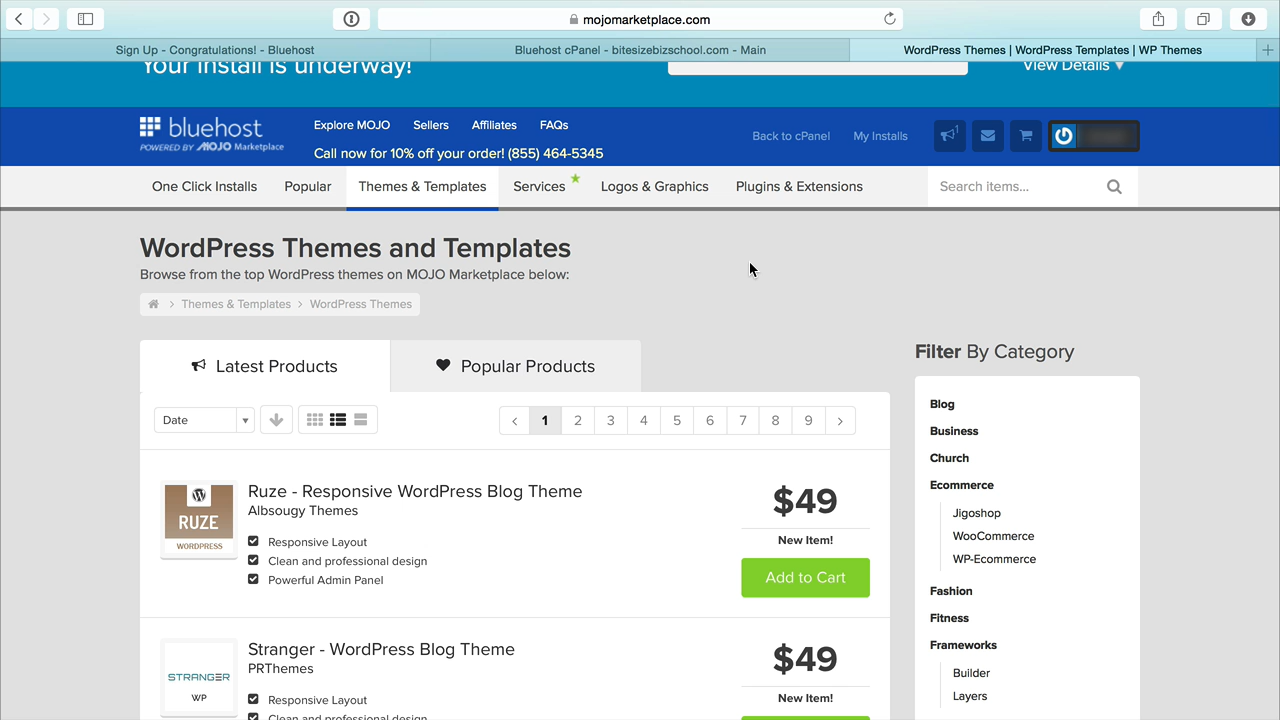 mojomarketplace.com
Sign Up - Congratulations! - Bluehost
Bluehost cPanel - bitesizebizschool.com - Main
WordPress Themes | WordPress Templates | WP Themes
Your install is underway!
View Details
bluehost
POWERED BY MOJO Marketplace
Explore MOJO
Sellers
Affiliates
FAQs
Call now for 10% off your order! (855) 464-5345
Back to cPanel
My Installs
1
One Click Installs
Popular
Themes & Templates
Services
Logos & Graphics
Plugins & Extensions
Search items...
WordPress Themes and Templates
Browse from the top WordPress themes on MOJO Marketplace below:
Themes & Templates > WordPress Themes
Latest Products
Popular Products
Date
< 1 2 3 4 5 6 7 8 9 >
Ruze - Responsive WordPress Blog Theme
Albsougy Themes
Responsive Layout
Clean and professional design
Powerful Admin Panel
RUZE
WORDPRESS
$49
New Item!
Add to Cart
Stranger - WordPress Blog Theme
PRThemes
Responsive Layout
Clean and professional design
STRANGER
WP
$49
New Item!
Filter By Category
Blog
Business
Church
Ecommerce
Jigoshop
WooCommerce
WP-Ecommerce
Fashion
Fitness
Frameworks
Builder
Layers